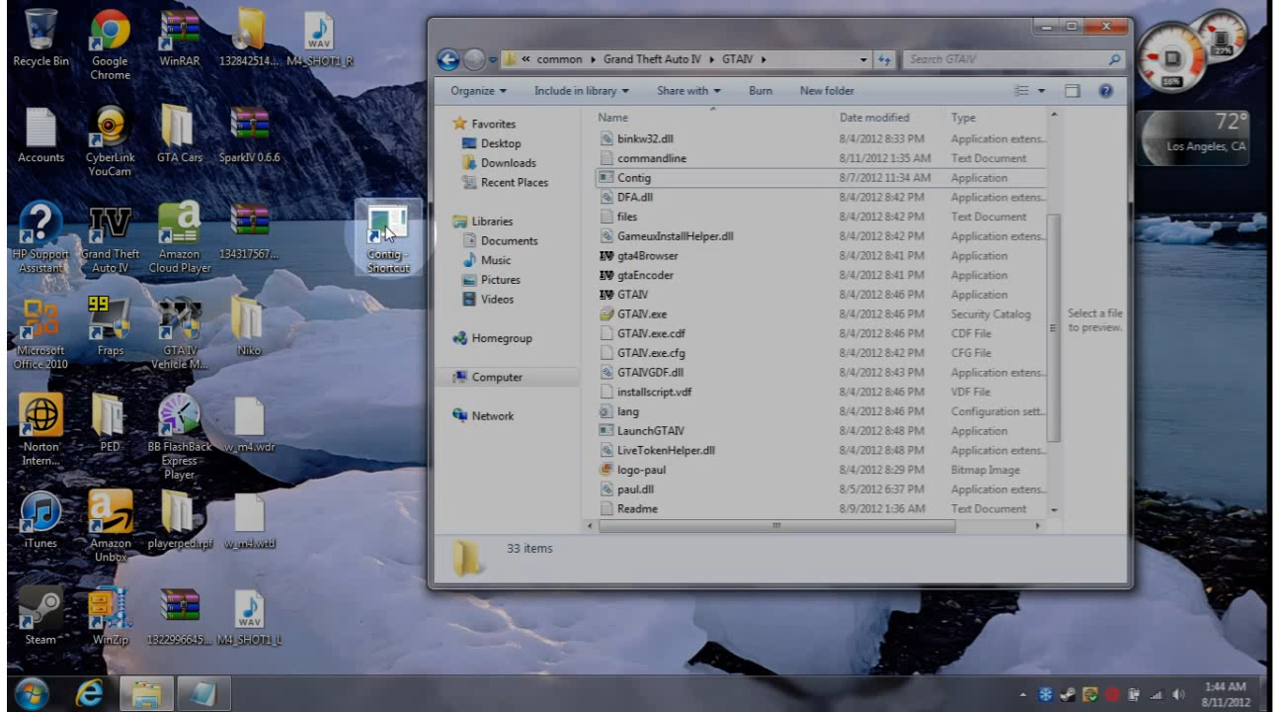 Recycle Bin
Google
Chrome
WinRAR
132842514...
M4_SHOT1_R
Accounts
CyberLink
YouCam
GTA Cars
SparkIV 0.6.6
HP Support
Assistant
Grand Theft
Auto IV
Amazon
Cloud Player
134317567...
Contig -
Shortcut
Microsoft
Office 2010
99
Fraps
GTA IV
Vehicle M...
Niko
Norton
Intern...
PED
BB FlashBack
Express
Player
w_m4.wdr
iTunes
Amazon
Unbox
playerped.rpf
w_m4.wtd
Steam
WinZip
1322996645...
WAV
M4_SHOT1_L
« common ▸ Grand Theft Auto IV ▸ GTAIV ▸
Search GTAIV
Organize
Include in library
Share with
Burn
New folder
Favorites
Desktop
Downloads
Recent Places
Libraries
Documents
Music
Pictures
Videos
Homegroup
Computer
Network
Name Date modified Type
binkw32.dll 8/4/2012 8:33 PM Application extens...
commandline 8/11/2012 1:35 AM Text Document
Contig 8/7/2012 11:34 AM Application
DFA.dll 8/4/2012 8:42 PM Application extens...
files 8/4/2012 8:42 PM Text Document
GameuxInstallHelper.dll 8/4/2012 8:42 PM Application extens...
gta4Browser 8/4/2012 8:41 PM Application
gtaEncoder 8/4/2012 8:41 PM Application
GTAIV 8/4/2012 8:46 PM Application
GTAIV.exe 8/4/2012 8:46 PM Security Catalog
GTAIV.exe.cdf 8/4/2012 8:46 PM CDF File
GTAIV.exe.cfg 8/4/2012 8:42 PM CFG File
GTAIVGDF.dll 8/4/2012 8:43 PM Application extens...
installscript.vdf 8/4/2012 8:46 PM VDF File
lang 8/4/2012 8:46 PM Configuration sett...
LaunchGTAIV 8/4/2012 8:48 PM Application
LiveTokenHelper.dll 8/4/2012 8:48 PM Application extens...
logo-paul 8/4/2012 8:29 PM Bitmap Image
paul.dll 8/5/2012 6:37 PM Application extens...
Readme 8/9/2012 1:36 AM Text Document
Select a file
to preview.
33 items
27%
16%
72°
Los Angeles, CA
1:44 AM
8/11/2012